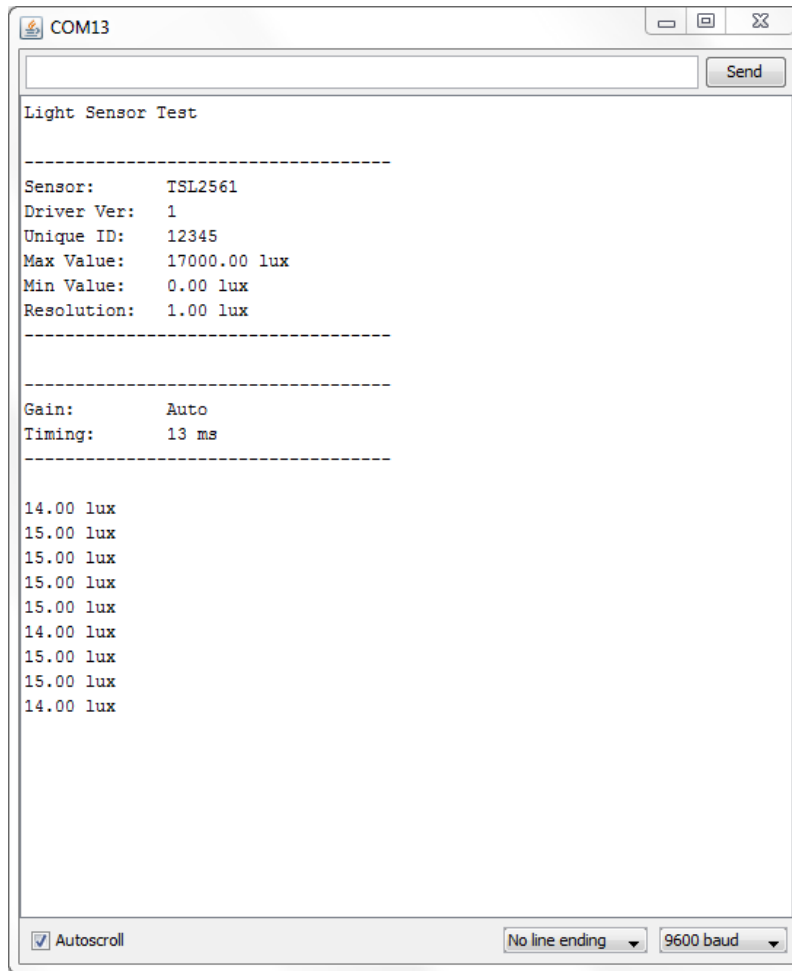 COM13
Send
Light Sensor Test
------------------------------------
Sensor:       TSL2561
Driver Ver:   1
Unique ID:    12345
Max Value:    17000.00 lux
Min Value:    0.00 lux
Resolution:   1.00 lux
------------------------------------
------------------------------------
Gain:         Auto
Timing:       13 ms
------------------------------------
14.00 lux
15.00 lux
15.00 lux
15.00 lux
15.00 lux
14.00 lux
15.00 lux
15.00 lux
14.00 lux
Autoscroll No line ending 9600 baud